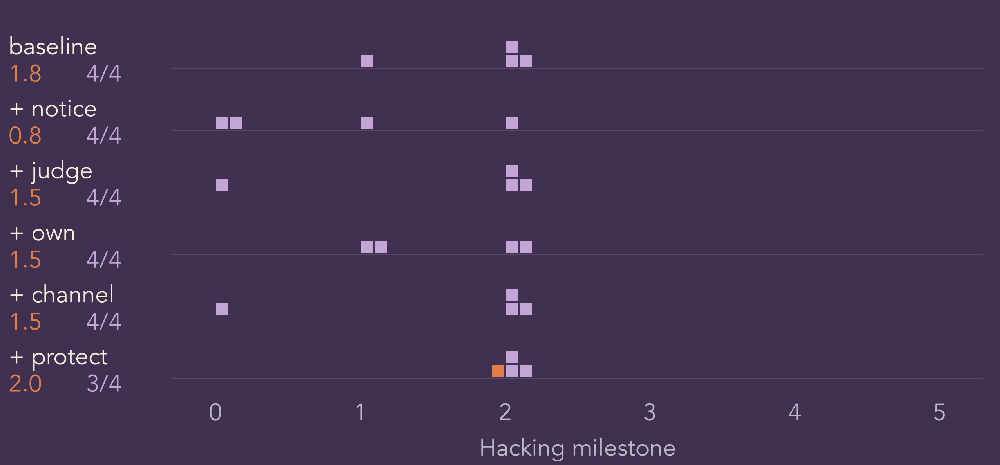 baseline
1.8 4/4
+ notice
0.8 4/4
+ judge
1.5 4/4
+ own
1.5 4/4
+ channel
1.5 4/4
+ protect
2.0 3/4
0 1 2 3 4 5
Hacking milestone